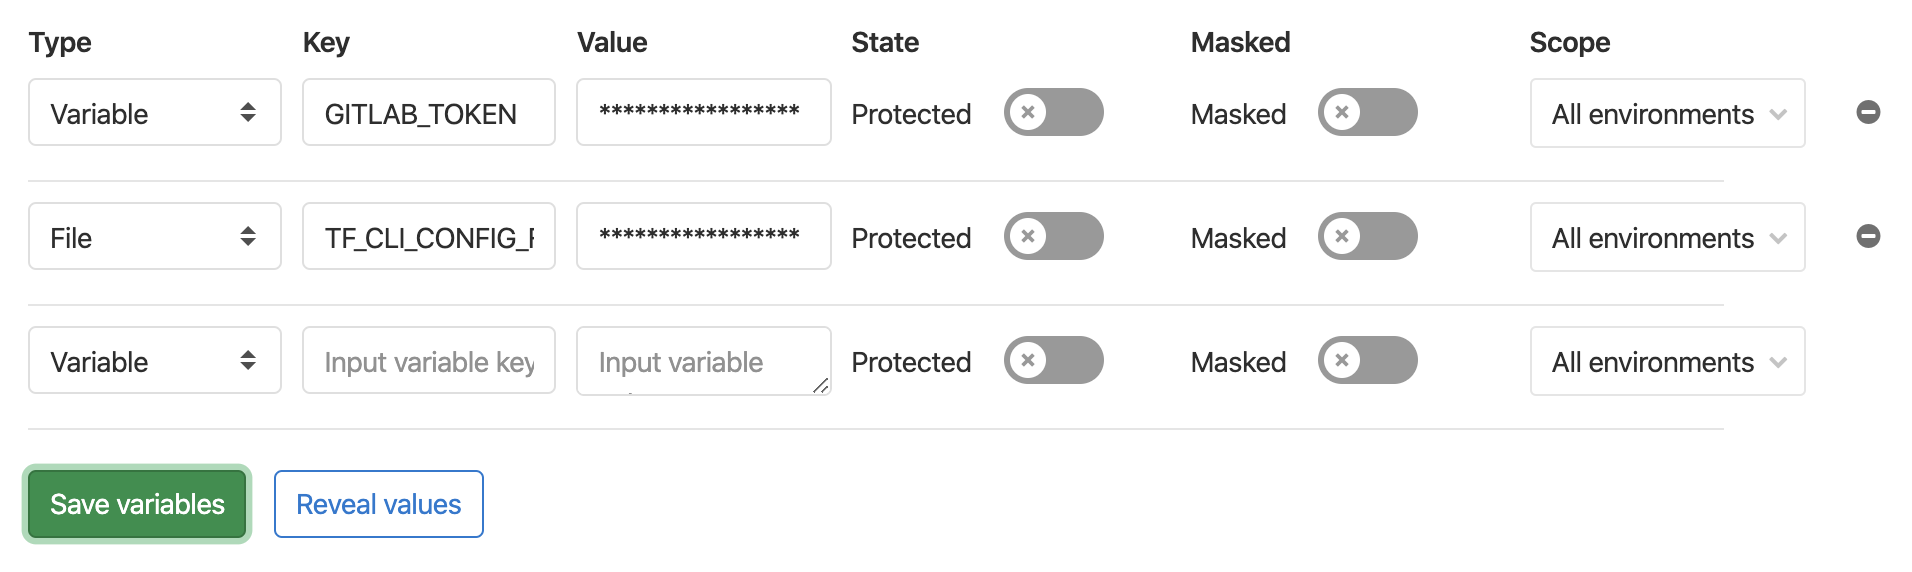 Type Key Value State Masked Scope
Variable GITLAB_TOKEN ***************** Protected Masked All environments
File TF_CLI_CONFIG_ ***************** Protected Masked All environments
Variable Input variable key Input variable Protected Masked All environments
Save variables Reveal values